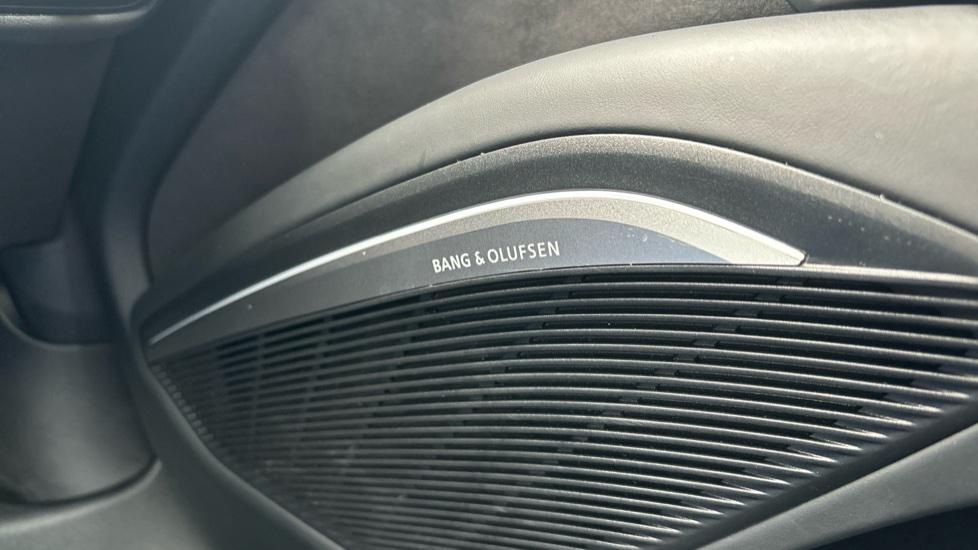 BANG & OLUFSEN